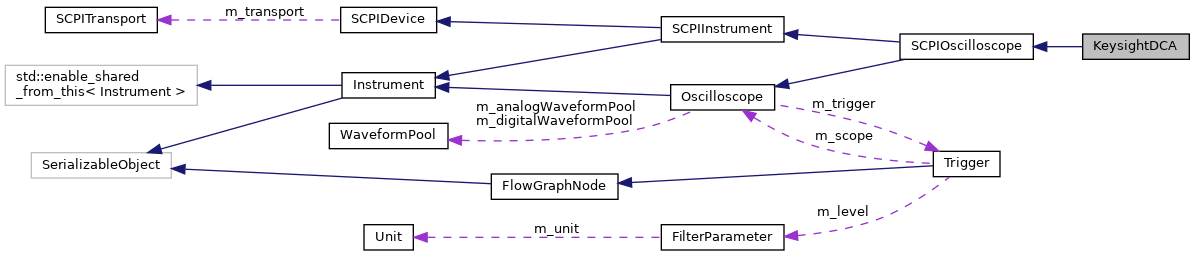 SCPITransport
m_transport
SCPIDevice
SCPIInstrument
SCPIOscilloscope
KeysightDCA
std::enable_shared
_from_this< Instrument >
Instrument
Oscilloscope
m_trigger
m_analogWaveformPool
m_digitalWaveformPool
WaveformPool
m_scope
SerializableObject
Trigger
FlowGraphNode
m_level
Unit
m_unit
FilterParameter